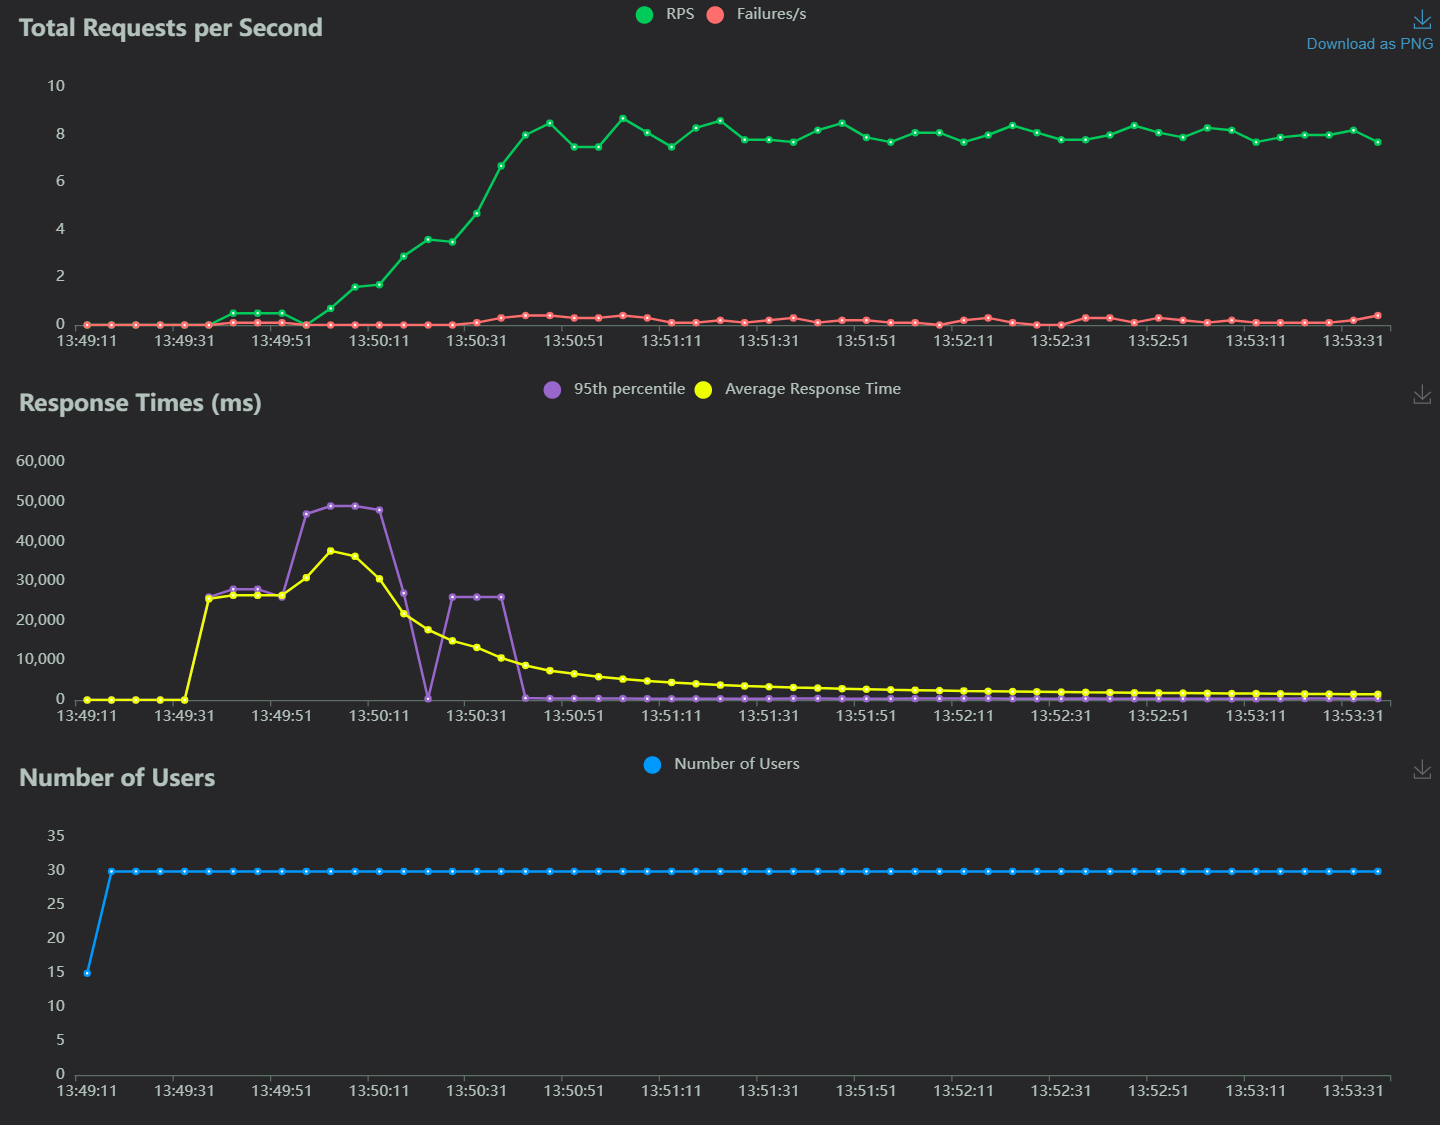 Total Requests per Second
RPS Failures/s
Download as PNG
10
8
6
4
2
0
13:49:11 13:49:31 13:49:51 13:50:11 13:50:31 13:50:51 13:51:11 13:51:31 13:51:51 13:52:11 13:52:31 13:52:51 13:53:11 13:53:31
Response Times (ms)
95th percentile Average Response Time
60,000
50,000
40,000
30,000
20,000
10,000
0
13:49:11 13:49:31 13:49:51 13:50:11 13:50:31 13:50:51 13:51:11 13:51:31 13:51:51 13:52:11 13:52:31 13:52:51 13:53:11 13:53:31
Number of Users
Number of Users
35
30
25
20
15
10
5
0
13:49:11 13:49:31 13:49:51 13:50:11 13:50:31 13:50:51 13:51:11 13:51:31 13:51:51 13:52:11 13:52:31 13:52:51 13:53:11 13:53:31